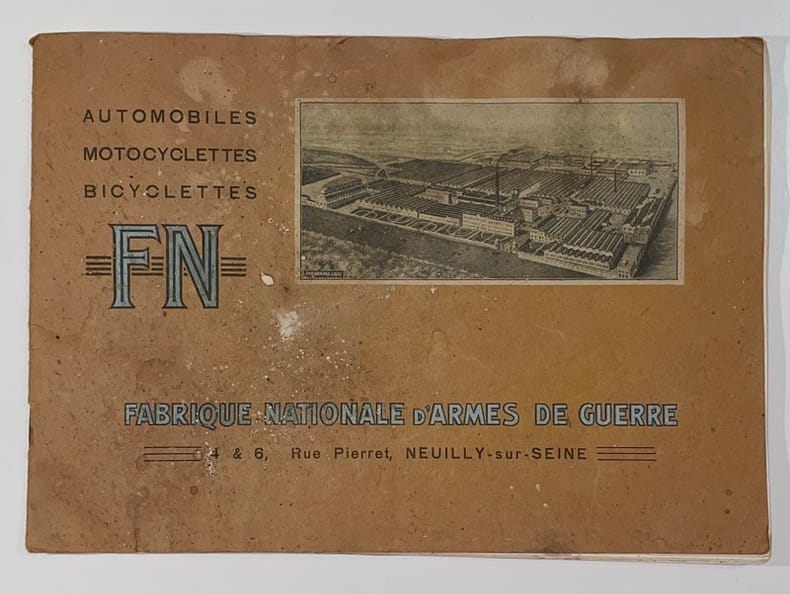 AUTOMOBILES
MOTOCYCLETTES
BICYCLETTES
FN
FABRIQUE NATIONALE D'ARMES DE GUERRE
4 & 6, Rue Pierret, NEUILLY-sur-SEINE